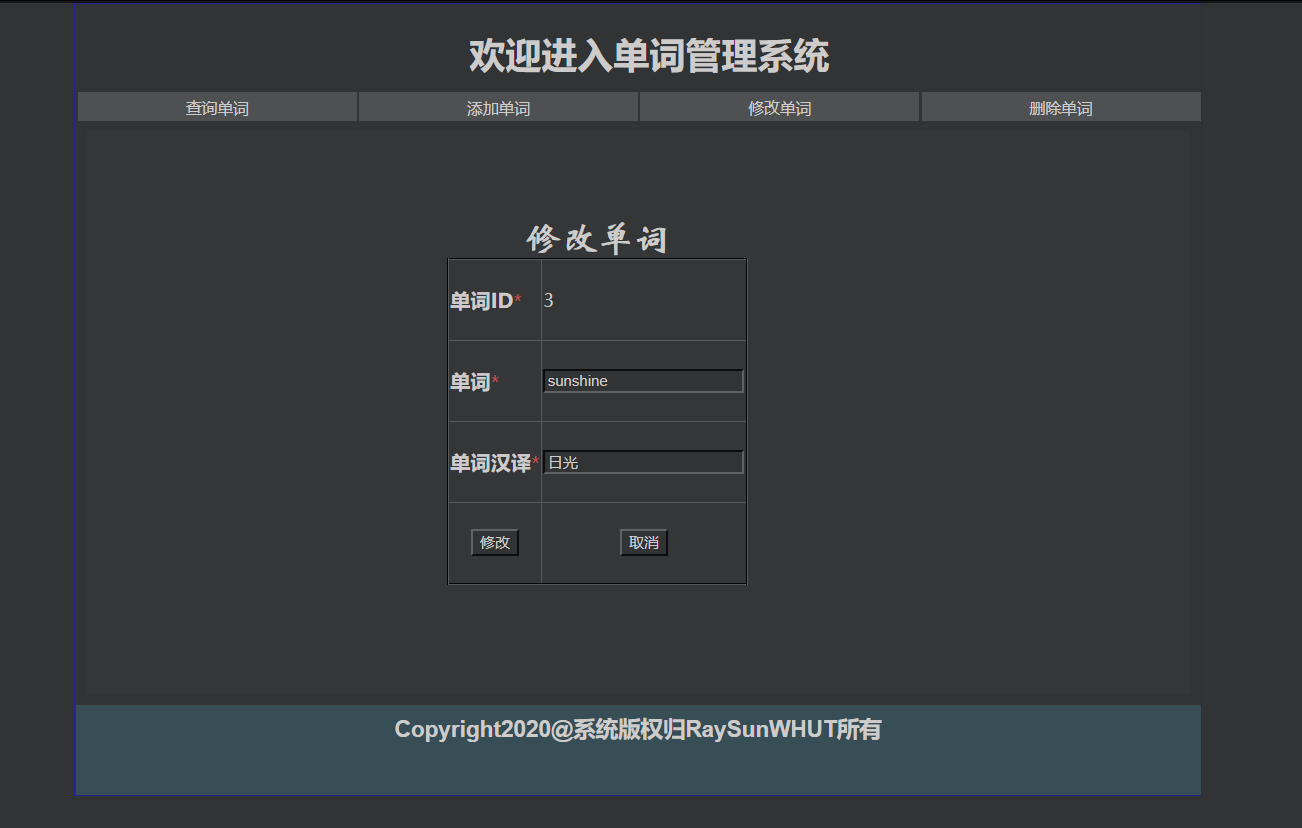 欢迎进入单词管理系统
查询单词 添加单词 修改单词 删除单词
修改单词
单词ID* 3
单词* sunshine
单词汉译* 日光
修改 取消
Copyright2020@系统版权归RaySunWHUT所有